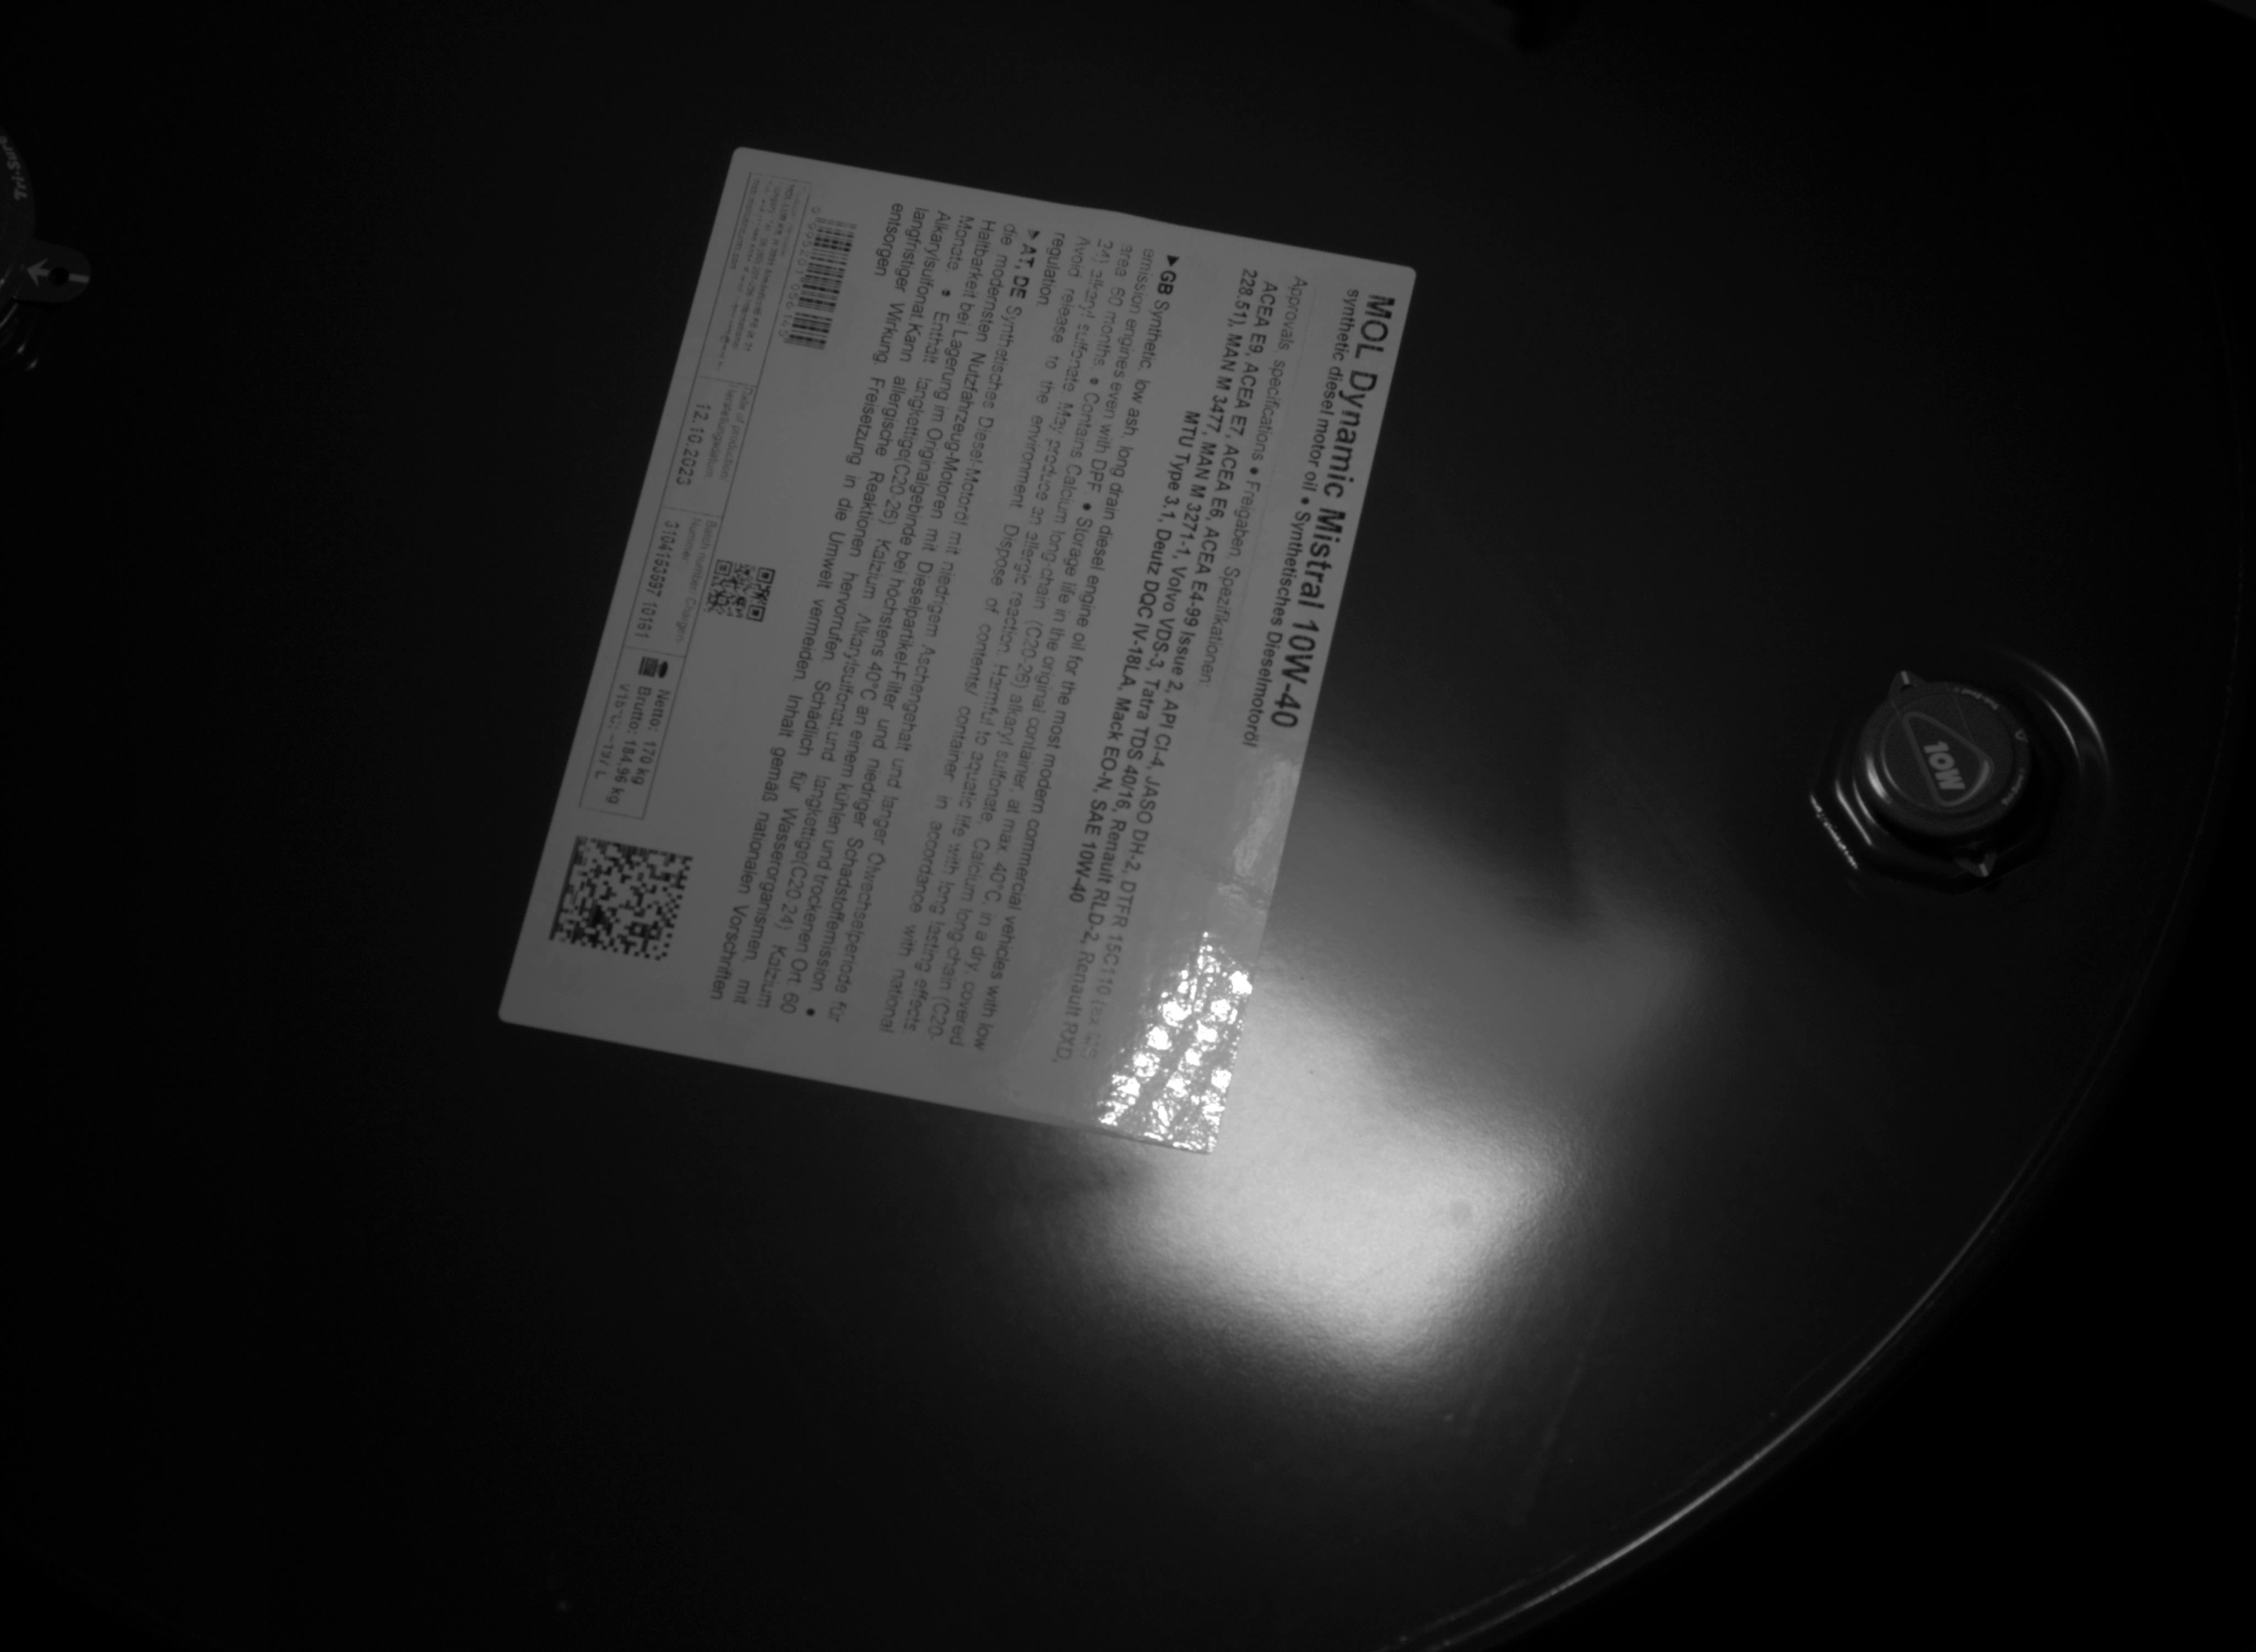 MOL Dynamic Mistral 10W-40
synthetic diesel motor oil • Synthetisches Dieselmotoröl
Approvals, specifications • Freigaben, Spezifikationen:
ACEA E9, ACEA E7, ACEA E6, ACEA E4-99 Issue 2, API CI-4, JASO DH-2, DTFR 15C110
228.51), MAN M 3477, MAN M 3271-1, Volvo VDS-3, Tatra TDS 40/16, Renault RLD-2, Renault RXD,
MTU Type 3.1, Deutz DQC IV-18LA, Mack EO-N, SAE 10W-40
▶ GB Synthetic, low ash, long drain diesel engine oil for the most modern commercial vehicles with low
emission engines even with DPF. • Storage life in the original container, at max. 40°C, in a dry, covered
area 60 months. • Contains Calcium long-chain (C20-26) alkaryl sulfonate, Calcium long-chain (C20-
24) alkaryl sulfonate. May produce an allergic reaction. Harmful to aquatic life with long lasting effects.
Avoid release to the environment. Dispose of contents/ container in accordance with national
regulation.
▶ AT, DE Synthetisches Diesel-Motoröl mit niedrigem Aschengehalt und langer Ölwechselperiode für
die modernsten Nutzfahrzeug-Motoren mit Dieselpartikel-Filter und niedriger Schadstoffemission. •
Haltbarkeit bei Lagerung im Originalgebinde bei höchstens 40°C an einem kühlen und trockenen Ort: 60
Monate. • Enthält langkettige(C20-26) Kalzium Alkarylsulfonat,und langkettige(C20-24) Kalzium
Alkarylsulfonat.Kann allergische Reaktionen hervorrufen. Schädlich für Wasserorganismen, mit
langfristiger Wirkung. Freisetzung in die Umwelt vermeiden. Inhalt gemäß nationalen Vorschriften
entsorgen.
Date of production/
Herstellungsdatum:
12.10.2023
Batch number/ Chargen
Nummer:
Netto: 170 kg
Brutto: 184,96 kg
10W
Tri-Sure